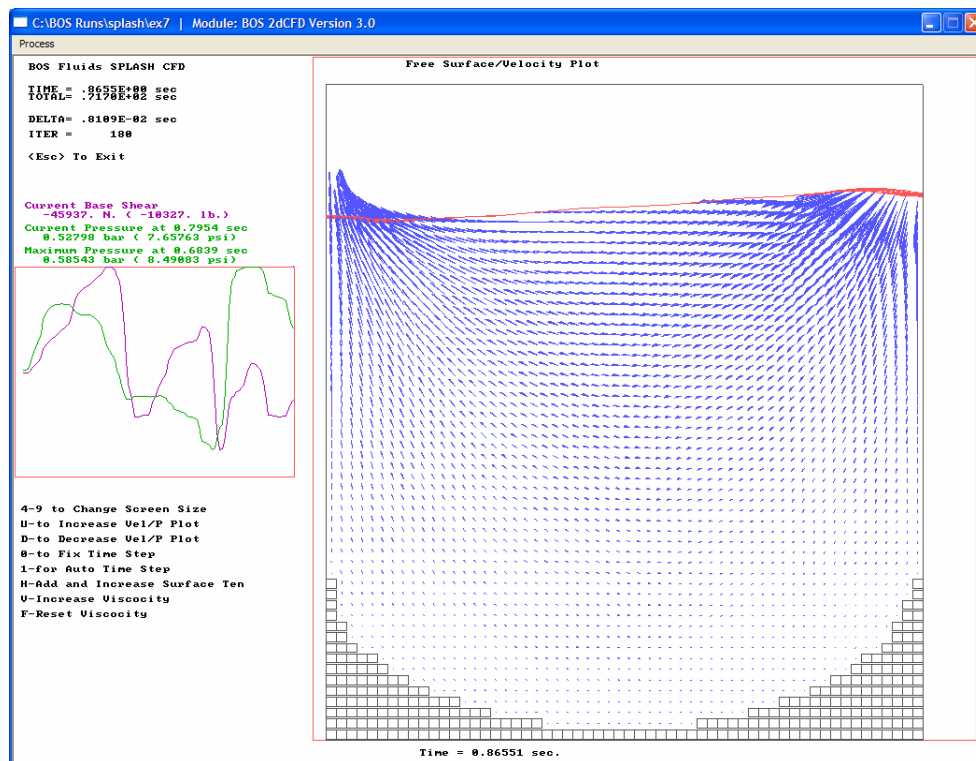 C:\BOS Runs\splash\ex7 | Module: BOS 2dCFD Version 3.0
Process
BOS Fluids SPLASH CFD
TIME = .8655E+00 sec
TOTAL= .7170E+02 sec
DELTA= .8109E-02 sec
ITER = 180
<Esc> To Exit
Current Base Shear
-45937. N. ( -10327. lb.)
Current Pressure at 0.7954 sec
0.52798 bar ( 7.65763 psi)
Maximum Pressure at 0.6839 sec
0.58543 bar ( 8.49083 psi)
4-9 to Change Screen Size
U-to Increase Vel/P Plot
D-to Decrease Vel/P Plot
0-to Fix Time Step
1-for Auto Time Step
H-Add and Increase Surface Ten
V-Increase Viscocity
F-Reset Viscocity
Free Surface/Velocity Plot
Time = 0.86551 sec.